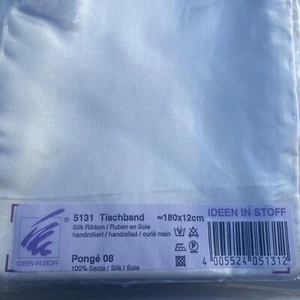 5131 Tischband ≈180x12cm
Silk Ribbon / Ruban en Soie
handrolliert / handrolled / ourlé main
Pongé 08
100% Seide / Silk / Soie
IDEEN IN STOFF
IDEEN IN STOFF
®
4 005524 051312